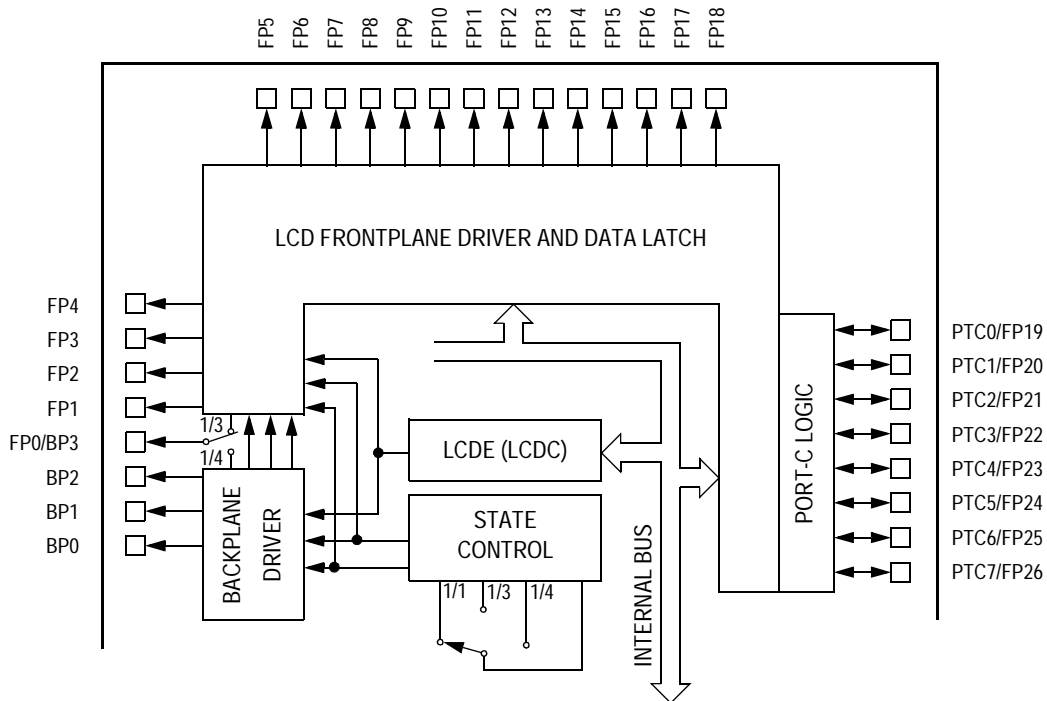 FP5
FP6
FP7
FP8
FP9
FP10
FP11
FP12
FP13
FP14
FP15
FP16
FP17
FP18
LCD FRONTPLANE DRIVER AND DATA LATCH
FP4
FP3
FP2
FP1
FP0/BP3
BP2
BP1
BP0
1/3
1/4
BACKPLANE
DRIVER
LCDE (LCDC)
STATE
CONTROL
1/1
1/3
1/4
INTERNAL BUS
PORT-C LOGIC
PTC0/FP19
PTC1/FP20
PTC2/FP21
PTC3/FP22
PTC4/FP23
PTC5/FP24
PTC6/FP25
PTC7/FP26